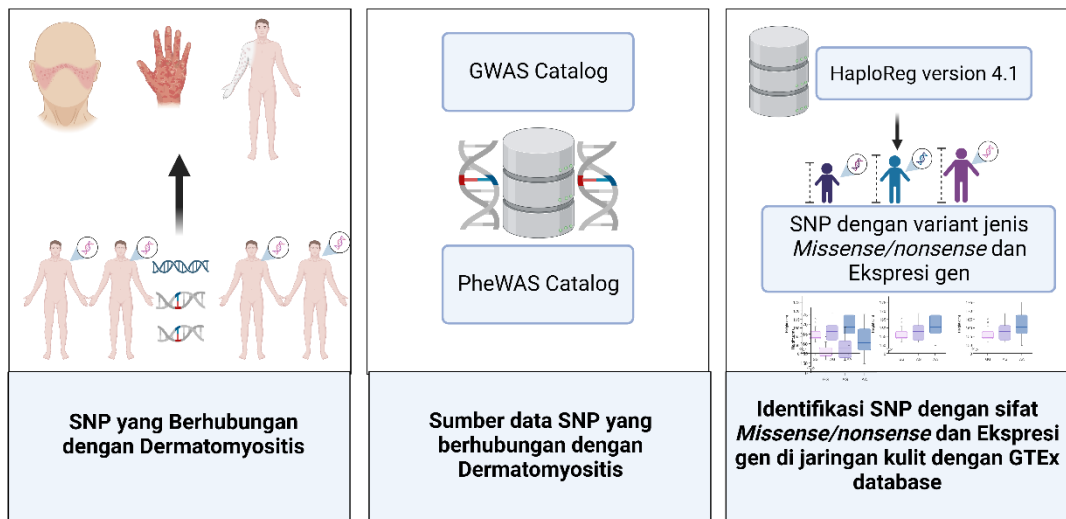 SNP yang Berhubungan
dengan Dermatomyositis
GWAS Catalog
PheWAS Catalog
Sumber data SNP yang
berhubungan dengan
Dermatomyositis
HaploReg version 4.1
SNP dengan variant jenis
Missense/nonsense dan
Ekspresi gen
Identifikasi SNP dengan sifat
Missense/nonsense dan Ekspresi
gen di jaringan kulit dengan GTEx
database